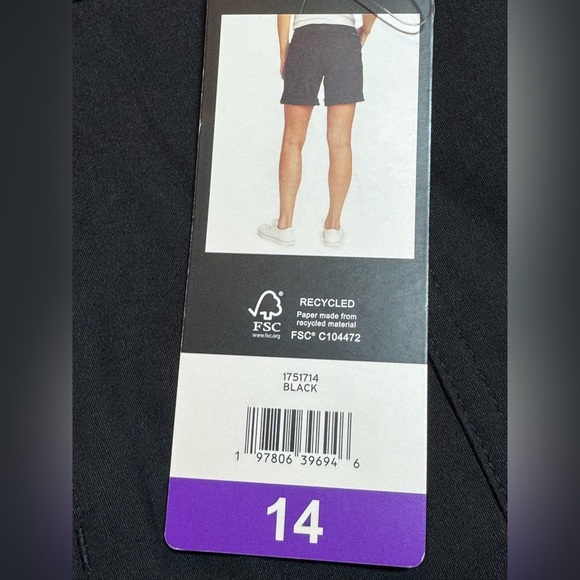 FSC®
www.fsc.org
RECYCLED
Paper made from
recycled material
FSC® C104472
1751714
BLACK
1 97806 39694 6
14